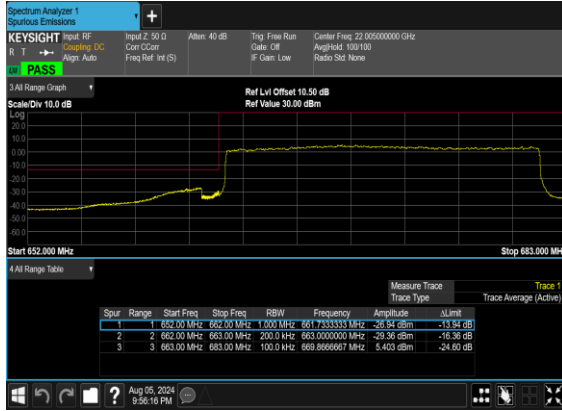 Spectrum Analyzer 1
Spurious Emissions
KEYSIGHT Input: RF Input Z: 50 Ω Atten: 40 dB Trig: Free Run Center Freq: 22.005000000 GHz
R T Coupling: DC Corr CCorr Gate: Off Avg|Hold: 100/100
Align: Auto Freq Ref: Int (S) IF Gain: Low Radio Std: None
PASS
3 All Range Graph
Ref Lvl Offset 10.50 dB
Scale/Div 10.0 dB Ref Value 30.00 dBm
Log
20.0
10.0
0.00
-10.0
-20.0
-30.0
-40.0
-50.0
-60.0
Start 652.000 MHz Stop 683.000 MH
4 All Range Table
Measure Trace Trace 1
Trace Type Trace Average (Active)
Spur Range Start Freq Stop Freq RBW Frequency Amplitude ΔLimit
1 1 652.00 MHz 662.00 MHz 1.000 MHz 661.7333333 MHz -26.94 dBm -13.94 dB
2 2 662.00 MHz 663.00 MHz 200.0 kHz 663.0000000 MHz -29.36 dBm -16.36 dB
3 3 663.00 MHz 683.00 MHz 100.0 kHz 669.8666667 MHz 5.403 dBm -24.60 dB
Aug 05, 2024
9:56:16 PM